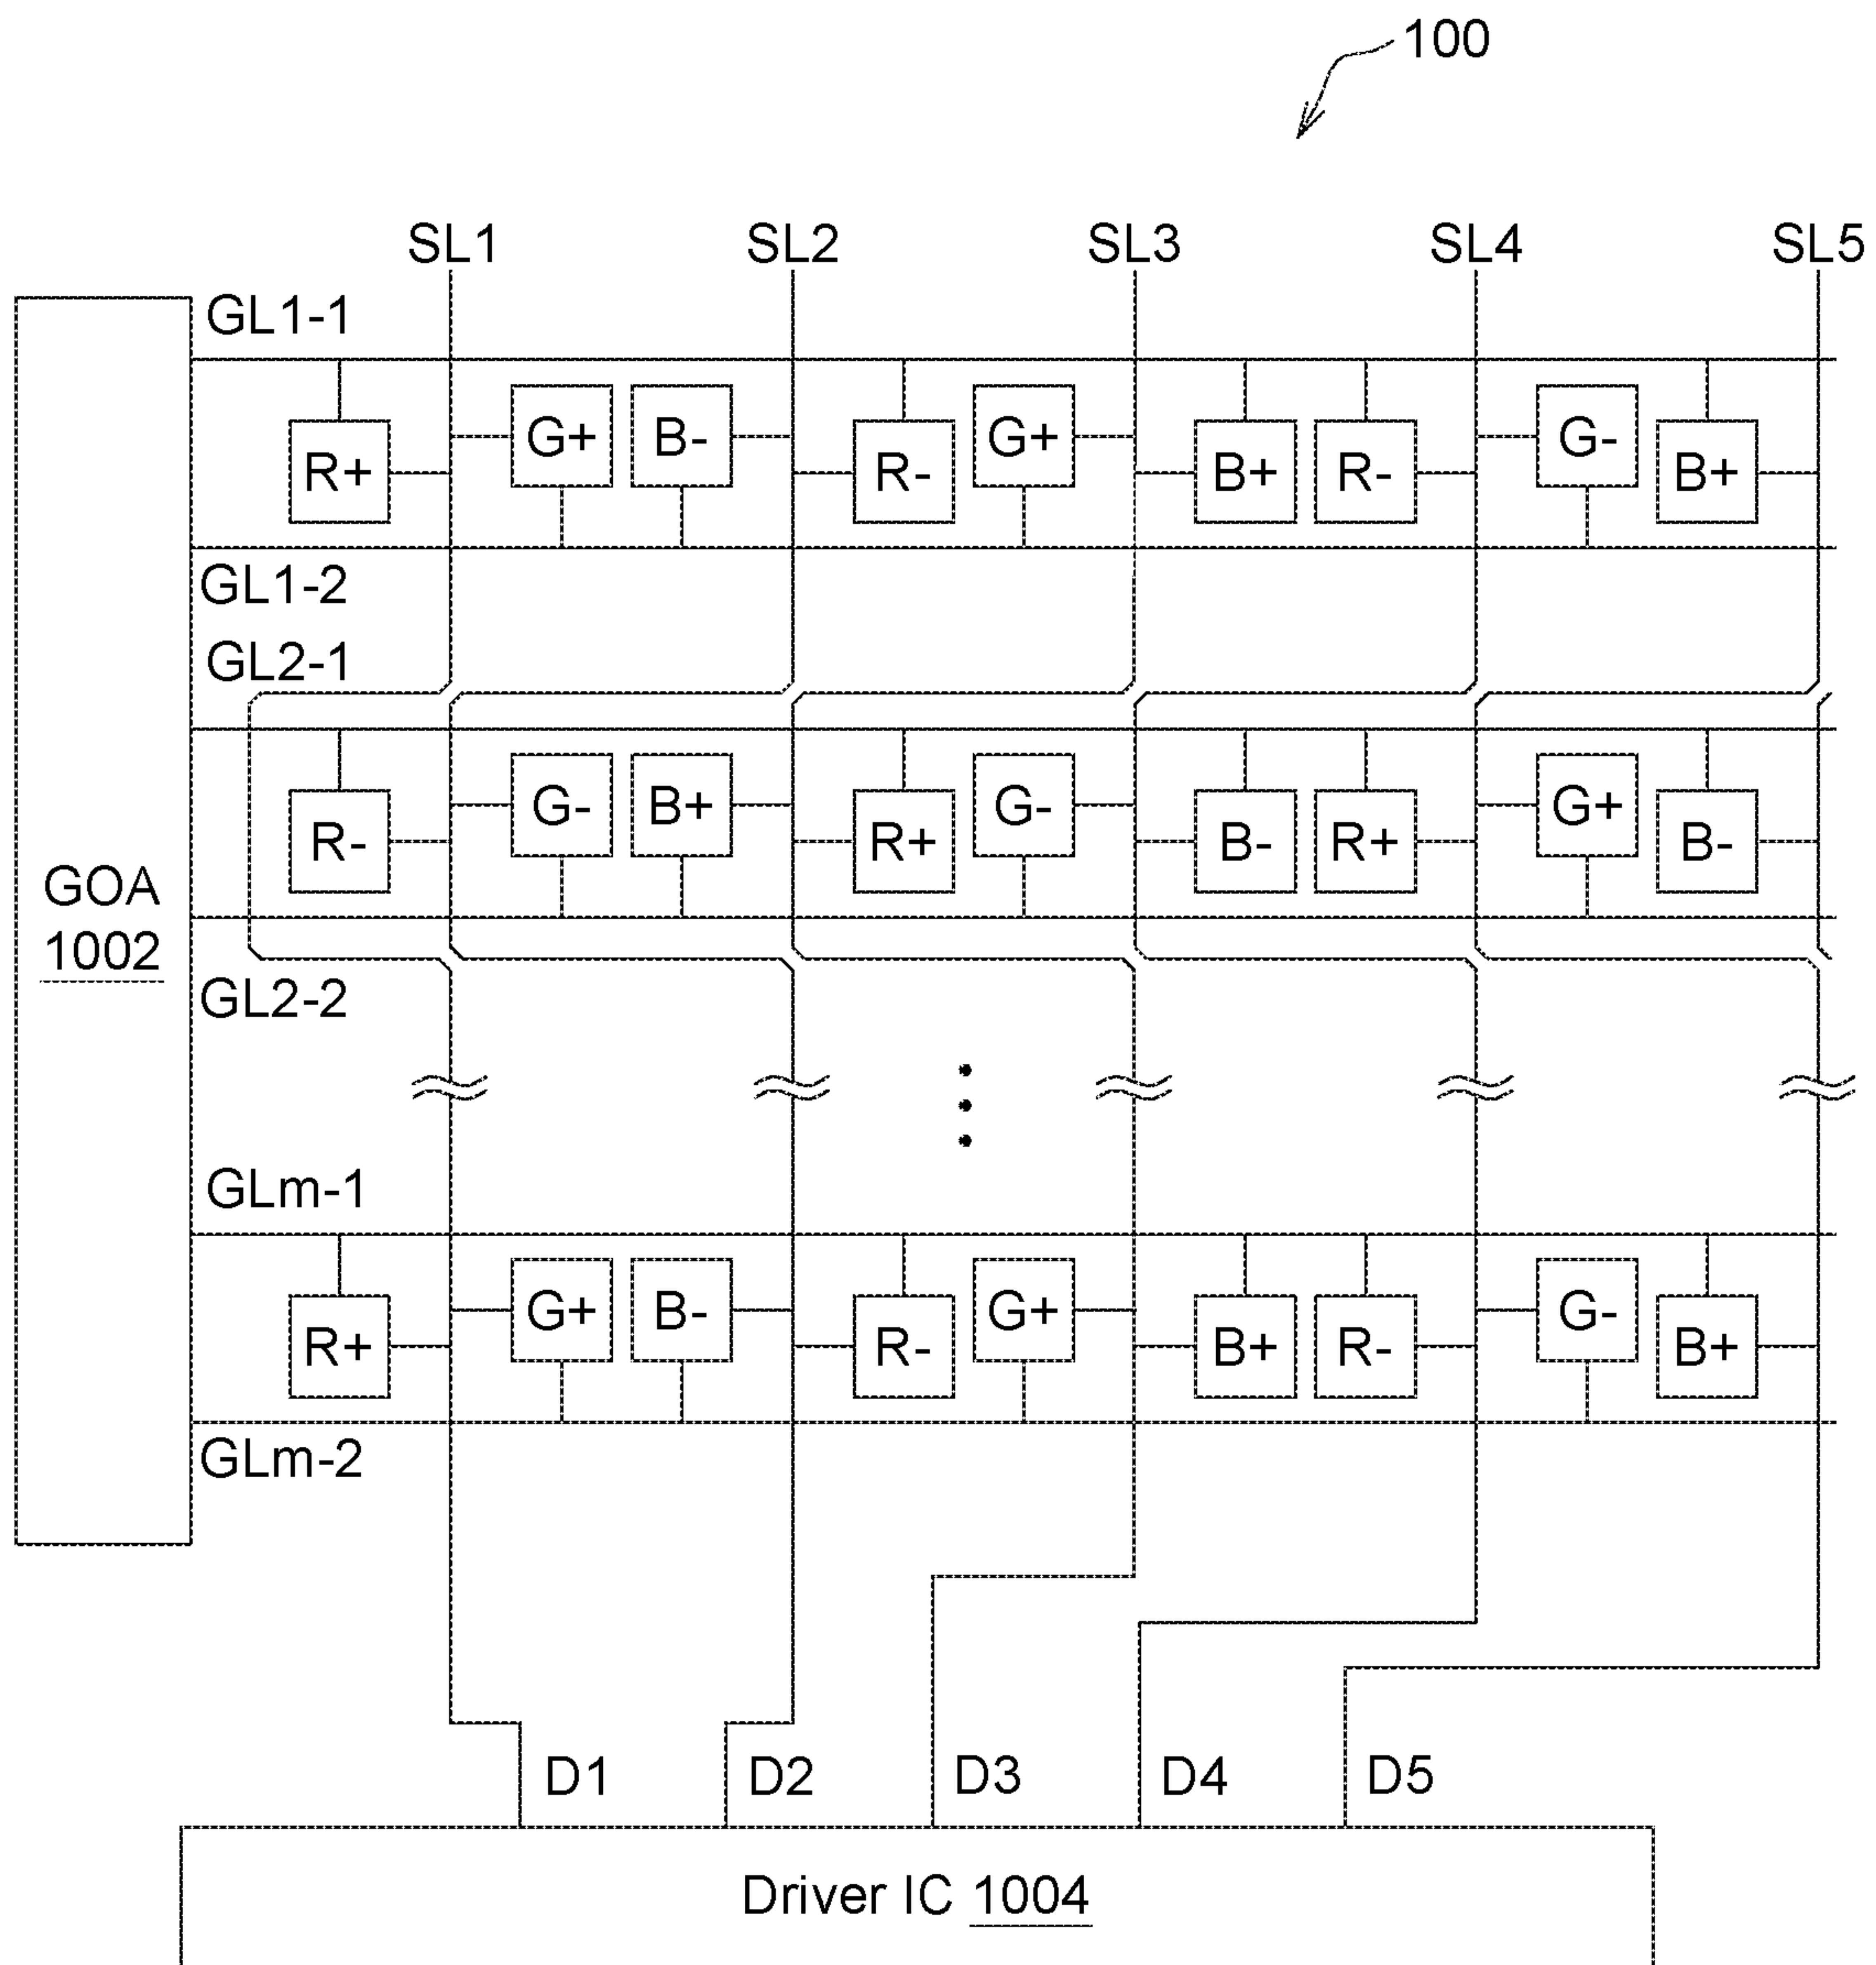 100
SL1 SL2 SL3 SL4 SL5
GL1-1
G+ B- G+ G-
R+ R- B+ R- B+
GL1-2
GL2-1
G- B+ G- G+
R- R+ B- R+ B-
GOA
1002
GL2-2
GLm-1
G+ B- G+ G-
R+ R- B+ R- B+
GLm-2
D1 D2 D3 D4 D5
Driver IC 1004